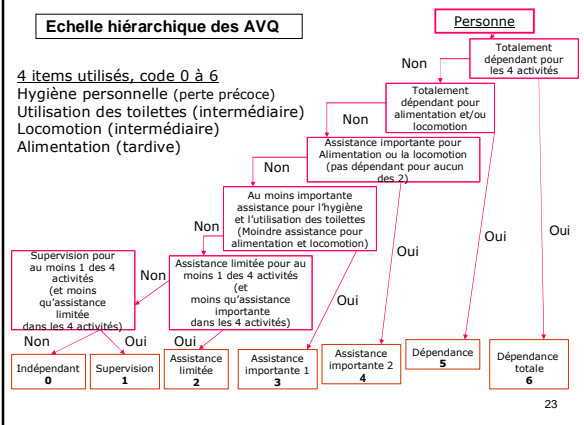 Echelle hiérarchique des AVQ
Personne
Totalement
dépendant pour
les 4 activités
Non
4 items utilisés, code 0 à 6
Hygiène personnelle (perte précoce)
Utilisation des toilettes (intermédiaire)
Locomotion (intermédiaire)
Alimentation (tardive)
Totalement
dépendant pour
alimentation et/ou
locomotion
Non
Assistance importante pour
Alimentation ou la locomotion
(pas dépendant pour aucun
des 2)
Non
Au moins importante
assistance pour l'hygiène
et l'utilisation des toilettes
(Moindre assistance pour
alimentation et locomotion)
Non
Oui
Oui
Oui
Supervision pour
au moins 1 des 4
activités
(et moins
qu'assistance
limitée
dans les 4 activités)
Non
Assistance limitée pour au
moins 1 des 4 activités
(et
moins qu'assistance
importante
dans les 4 activités)
Oui
Non
Oui
Oui
Indépendant
0
Supervision
1
Assistance
limitée
2
Assistance
importante 1
3
Assistance
importante 2
4
Dépendance
5
Dépendance
totale
6
23